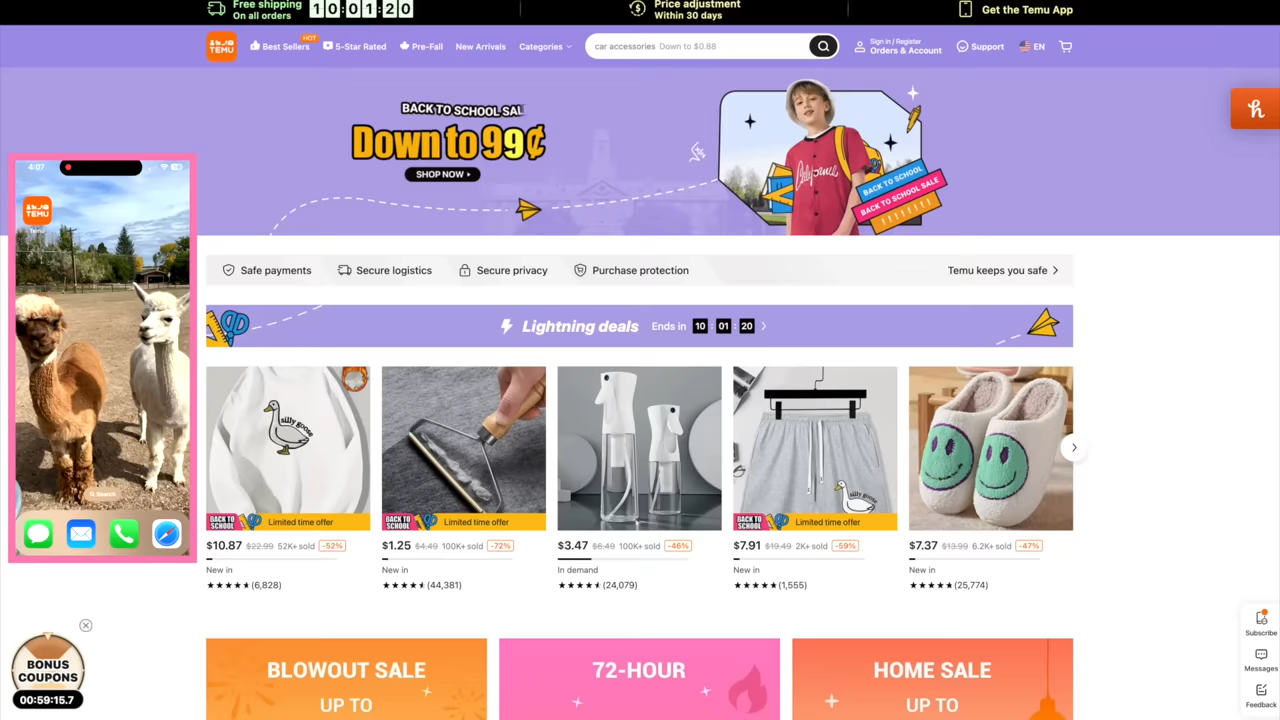 Free shipping
On all orders
10:01:20
Price adjustment
Within 30 days
Get the Temu App
TEMU
Best Sellers
HOT
5-Star Rated
Pre-Fall
New Arrivals
Categories
car accessories Down to $0.88
Sign in / Register
Orders & Account
Support
EN
BACK TO SCHOOL SAL
Down to 99¢
SHOP NOW
California
BACK TO SCHOOL
BACK TO SCHOOL SALE
4:07
TEMU
Temu
Search
Safe payments
Secure logistics
Secure privacy
Purchase protection
Temu keeps you safe
Lightning deals
Ends in 10 : 01 : 20
silly goose
BACK TO SCHOOL
Limited time offer
$10.87 $22.99 52K+ sold -52%
New in
(6,828)
BACK TO SCHOOL
Limited time offer
$1.25 $4.49 100K+ sold -72%
New in
(44,381)
$3.47 $6.49 100K+ sold -46%
In demand
(24,079)
silly goose
BACK TO SCHOOL
Limited time offer
$7.91 $19.49 2K+ sold -59%
New in
(1,555)
$7.37 $13.99 6.2K+ sold -47%
New in
(25,774)
BONUS
COUPONS
00:59:15.7
BLOWOUT SALE
UP TO
72-HOUR
HOME SALE
UP TO
Subscribe
Messages
Feedback